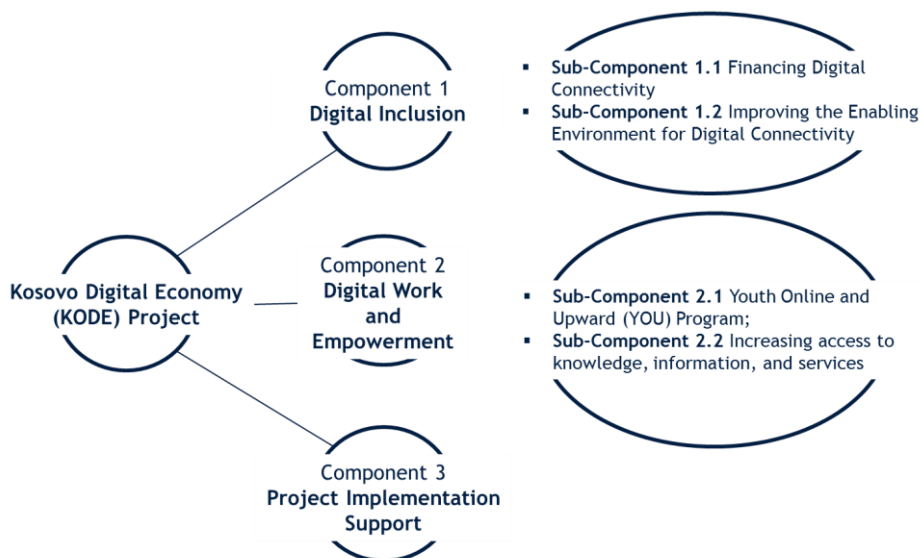 Component 1
Digital Inclusion
▪ Sub-Component 1.1 Financing Digital
Connectivity
▪ Sub-Component 1.2 Improving the Enabling
Environment for Digital Connectivity
Kosovo Digital Economy
(KODE) Project
Component 2
Digital Work
and
Empowerment
▪ Sub-Component 2.1 Youth Online and
Upward (YOU) Program;
▪ Sub-Component 2.2 Increasing access to
knowledge, information, and services
Component 3
Project Implementation
Support